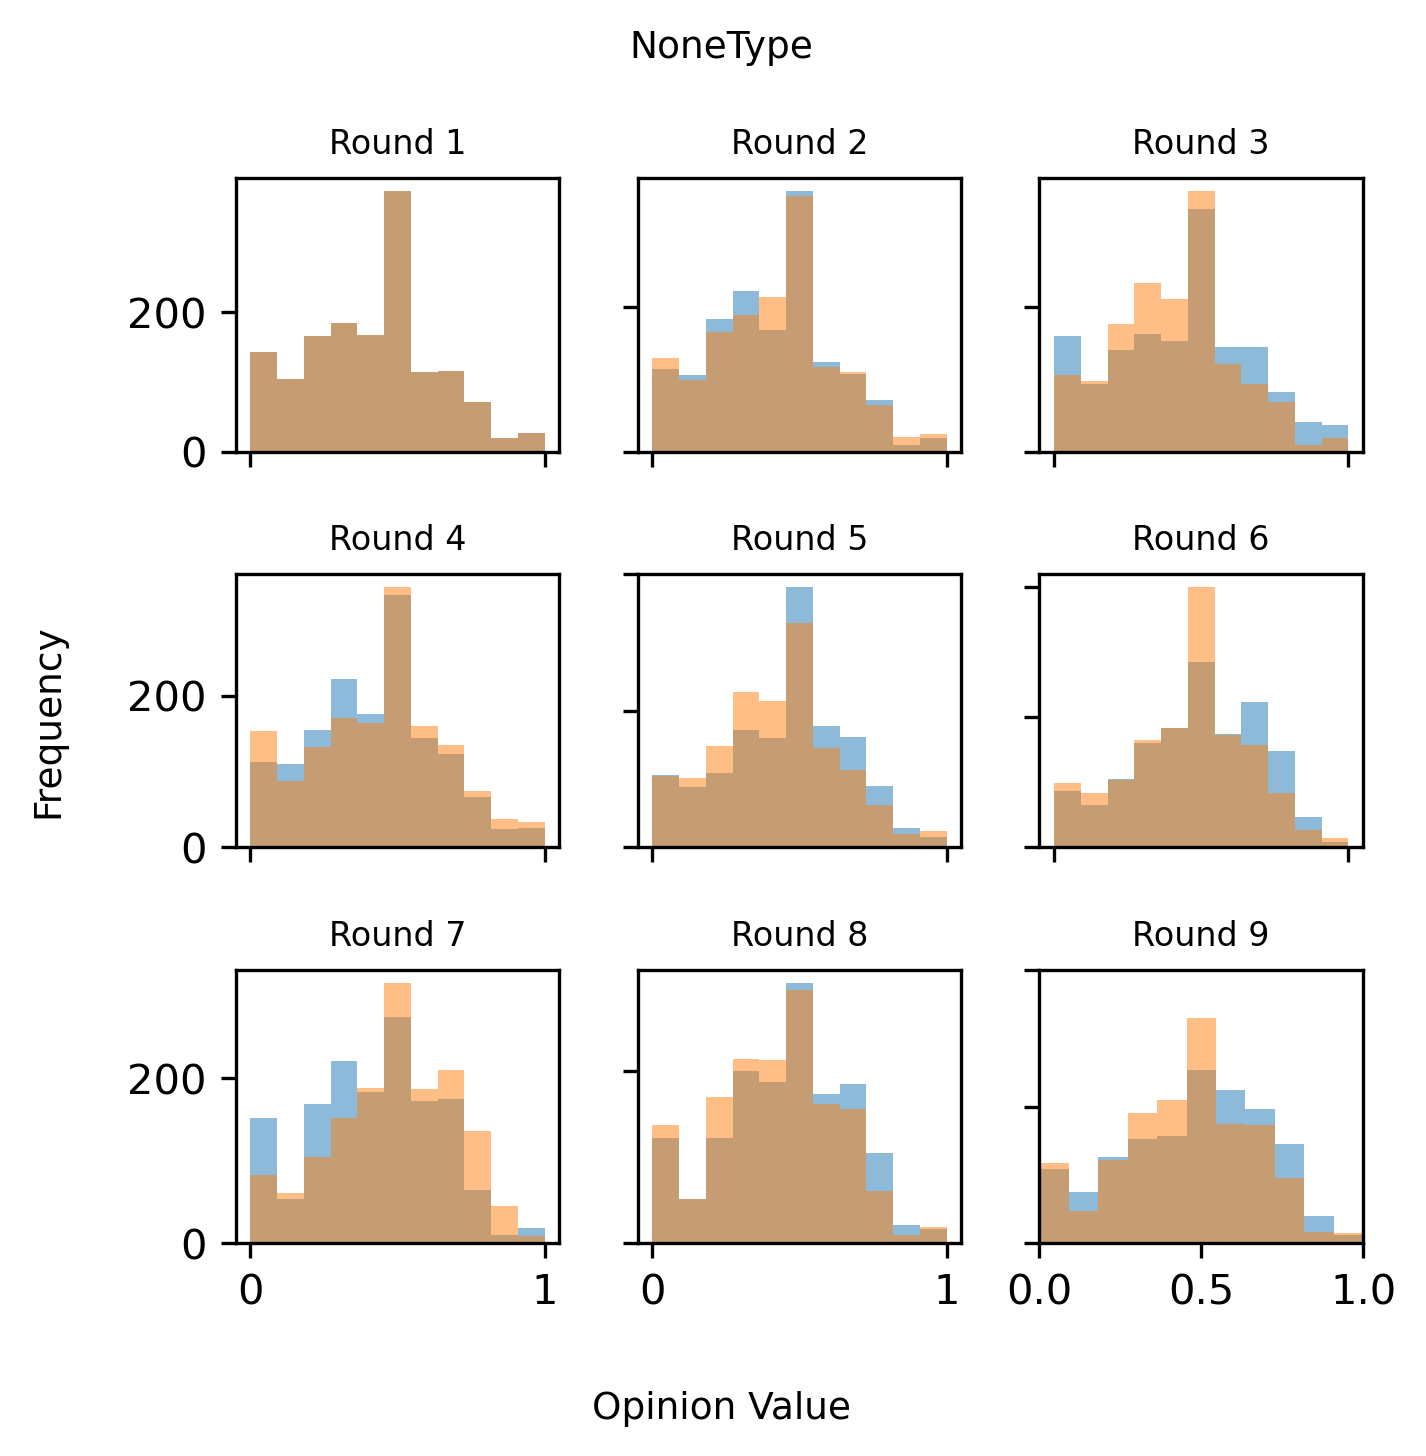 NoneType
Round 1
Round 2
Round 3
200
0
Round 4
Round 5
Round 6
Frequency
200
0
Round 7
Round 8
Round 9
200
0
0 1
0 1
0.0 0.5 1.0
Opinion Value